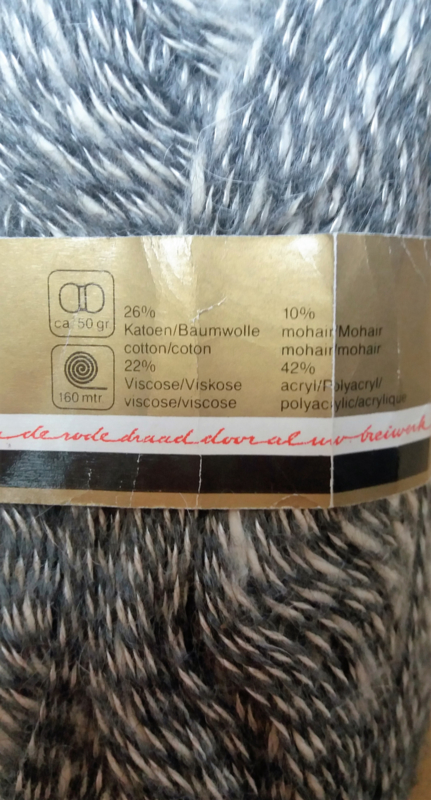 ca. 50 gr
160 mtr
26%
Katoen/Baumwolle
cotton/coton
22%
Viscose/Viskose
viscose/viscose
10%
mohair/Mohair
mohair/mohair
42%
acryl/Polyacryl/
polyacrylic/acrylique
de rode draad door al uw breiwerk